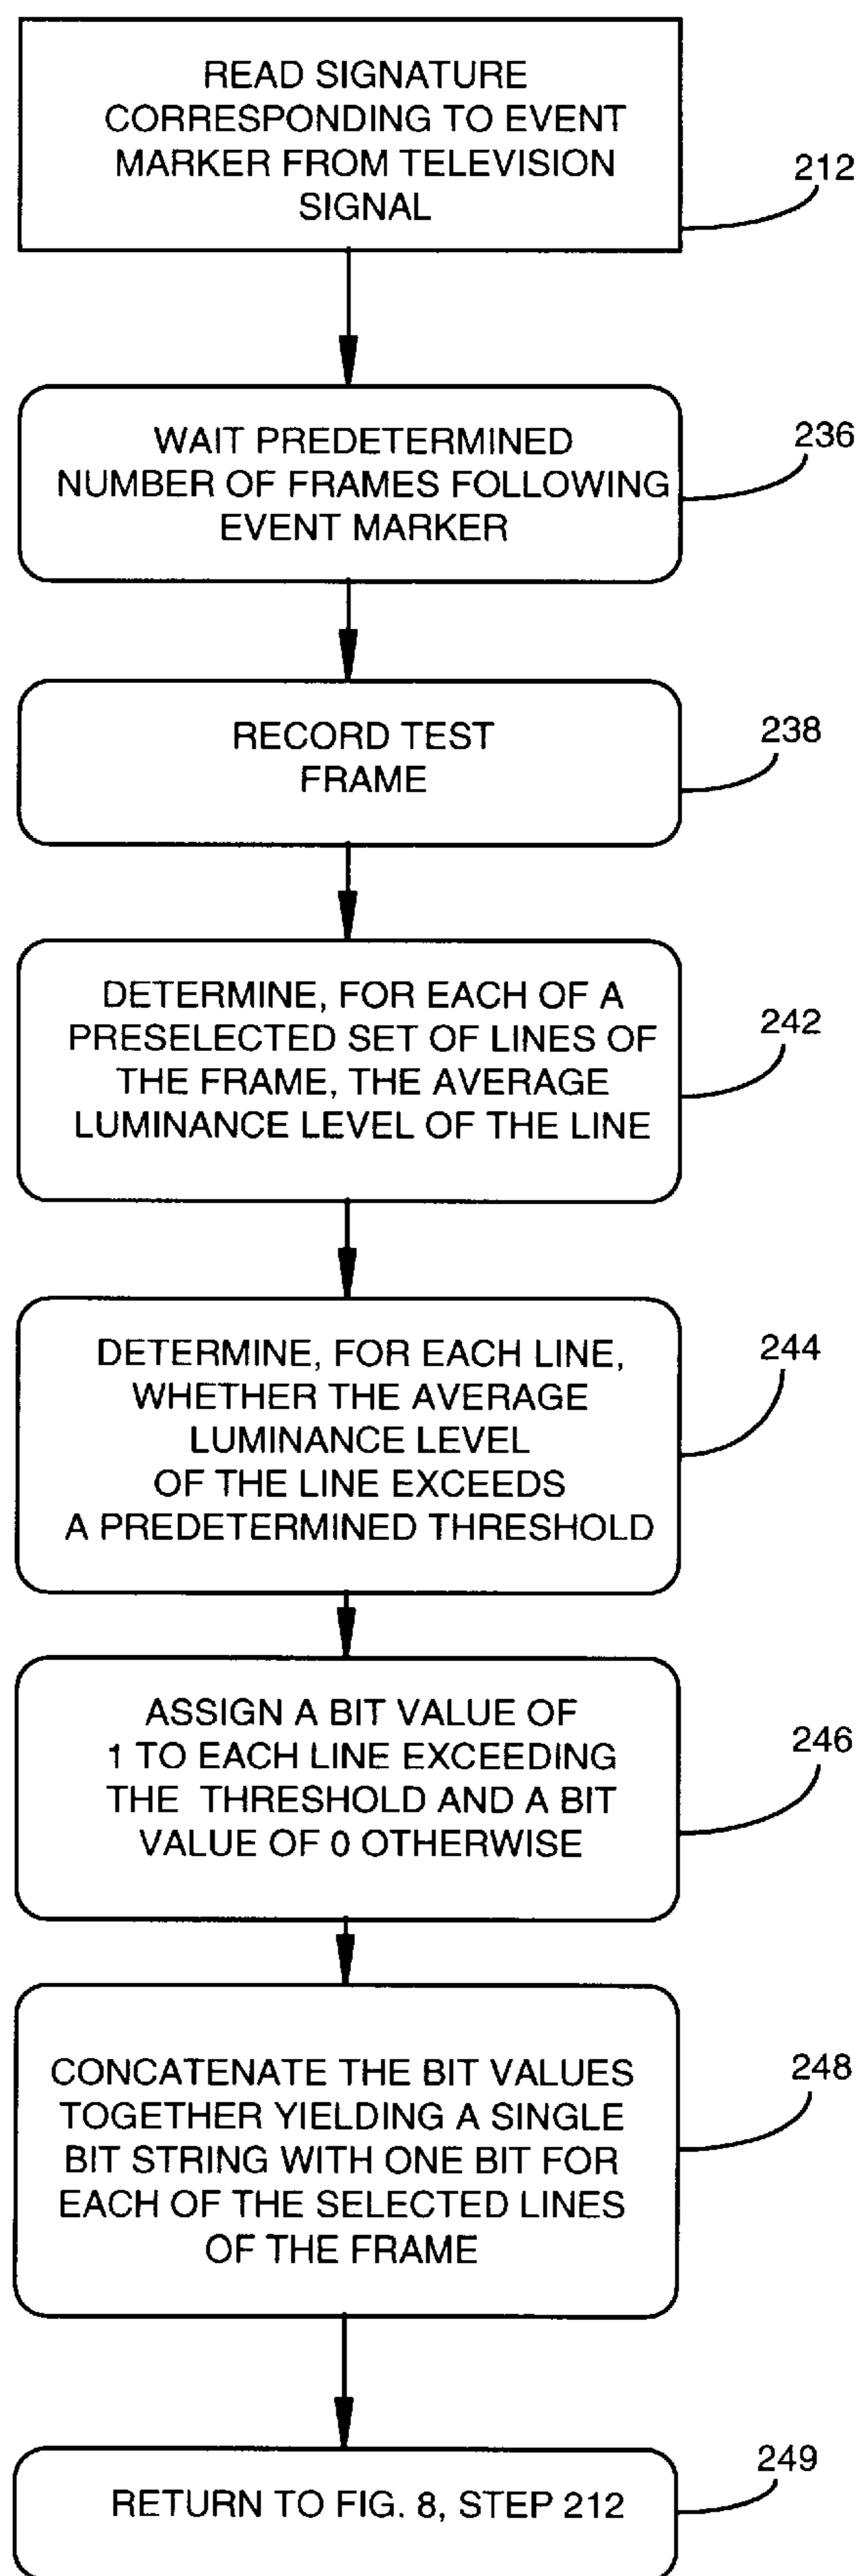 READ SIGNATURE
CORRESPONDING TO EVENT
MARKER FROM TELEVISION
SIGNAL
212
WAIT PREDETERMINED
NUMBER OF FRAMES FOLLOWING
EVENT MARKER
236
RECORD TEST
FRAME
238
DETERMINE, FOR EACH OF A
PRESELECTED SET OF LINES OF
THE FRAME, THE AVERAGE
LUMINANCE LEVEL OF THE LINE
242
DETERMINE, FOR EACH LINE,
WHETHER THE AVERAGE
LUMINANCE LEVEL
OF THE LINE EXCEEDS
A PREDETERMINED THRESHOLD
244
ASSIGN A BIT VALUE OF
1 TO EACH LINE EXCEEDING
THE THRESHOLD AND A BIT
VALUE OF 0 OTHERWISE
246
CONCATENATE THE BIT VALUES
TOGETHER YIELDING A SINGLE
BIT STRING WITH ONE BIT FOR
EACH OF THE SELECTED LINES
OF THE FRAME
248
RETURN TO FIG. 8, STEP 212
249